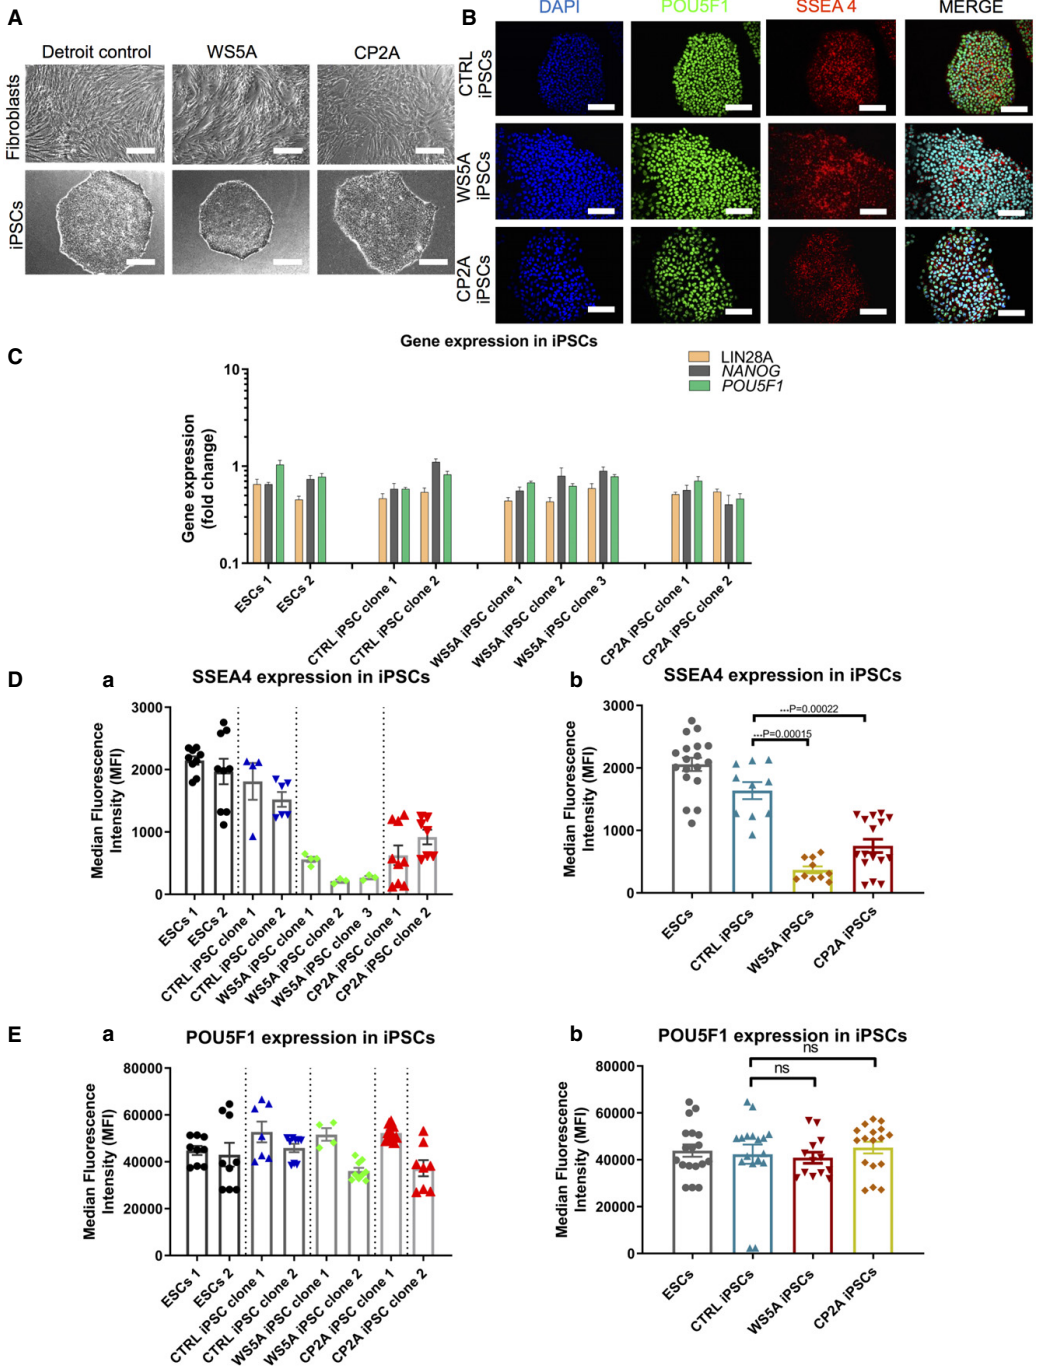 A
Detroit control WS5A CP2A
Fibroblasts
iPSCs
B
DAPI POU5F1 SSEA 4 MERGE
CTRL
iPSCs
WS5A
iPSCs
CP2A
iPSCs
C
Gene expression in iPSCs
LIN28A
NANOG
POU5F1
Gene expression
(fold change)
10
1
0.1
ESCs 1
ESCs 2
CTRL iPSC clone 1
CTRL iPSC clone 2
WS5A iPSC clone 1
WS5A iPSC clone 2
WS5A iPSC clone 3
CP2A iPSC clone 1
CP2A iPSC clone 2
D
a
SSEA4 expression in iPSCs
Median Fluorescence
Intensity (MFI)
3000
2000
1000
0
ESCs 1
ESCs 2
CTRL iPSC clone 1
CTRL iPSC clone 2
WS5A iPSC clone 1
WS5A iPSC clone 2
WS5A iPSC clone 3
CP2A iPSC clone 1
CP2A iPSC clone 2
b
SSEA4 expression in iPSCs
Median Fluorescence
Intensity (MFI)
3000
2000
1000
0
***P=0.00022
***P=0.00015
ESCs
CTRL iPSCs
WS5A iPSCs
CP2A iPSCs
E
a
POU5F1 expression in iPSCs
Median Fluorescence
Intensity (MFI)
80000
60000
40000
20000
0
ESCs 1
ESCs 2
CTRL iPSC clone 1
CTRL iPSC clone 2
WS5A iPSC clone 1
WS5A iPSC clone 2
CP2A iPSC clone 1
CP2A iPSC clone 2
b
POU5F1 expression in iPSCs
Median Fluorescence
Intensity (MFI)
80000
60000
40000
20000
0
ns
ns
ESCs
CTRL iPSCs
WS5A iPSCs
CP2A iPSCs